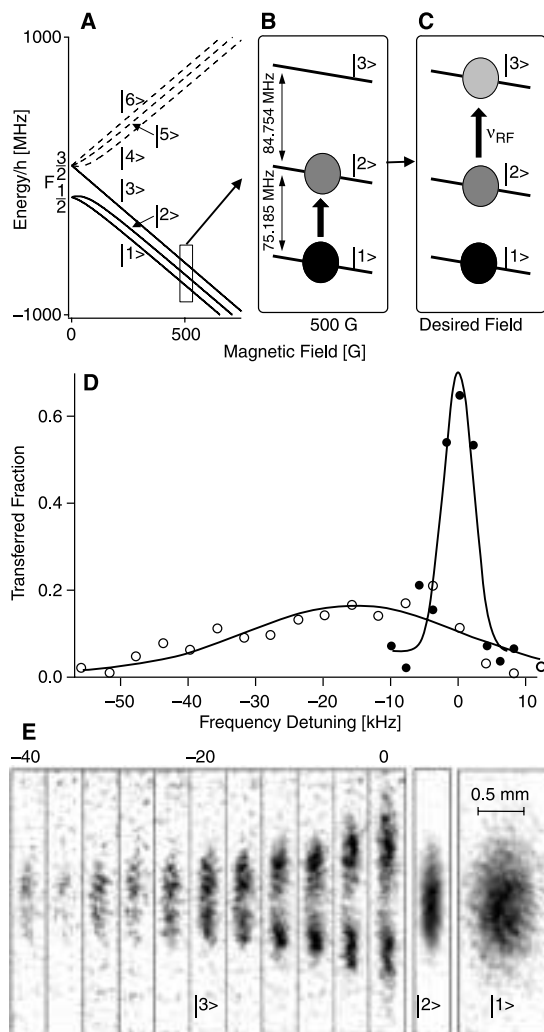 A
1000
Energy/h [MHz]
|6>
|5>
|4>
|3>
|2>
|1>
3
2
F
1
2
−1000
0
500
Magnetic Field [G]
B
|3>
84.754 MHz
|2>
75.185 MHz
|1>
500 G
C
|3>
νRF
|2>
|1>
Desired Field
D
Transferred Fraction
0.6
0.4
0.2
0.0
−50
−40
−30
−20
−10
0
10
Frequency Detuning [kHz]
E
−40
−20
0
0.5 mm
|3>
|2>
|1>